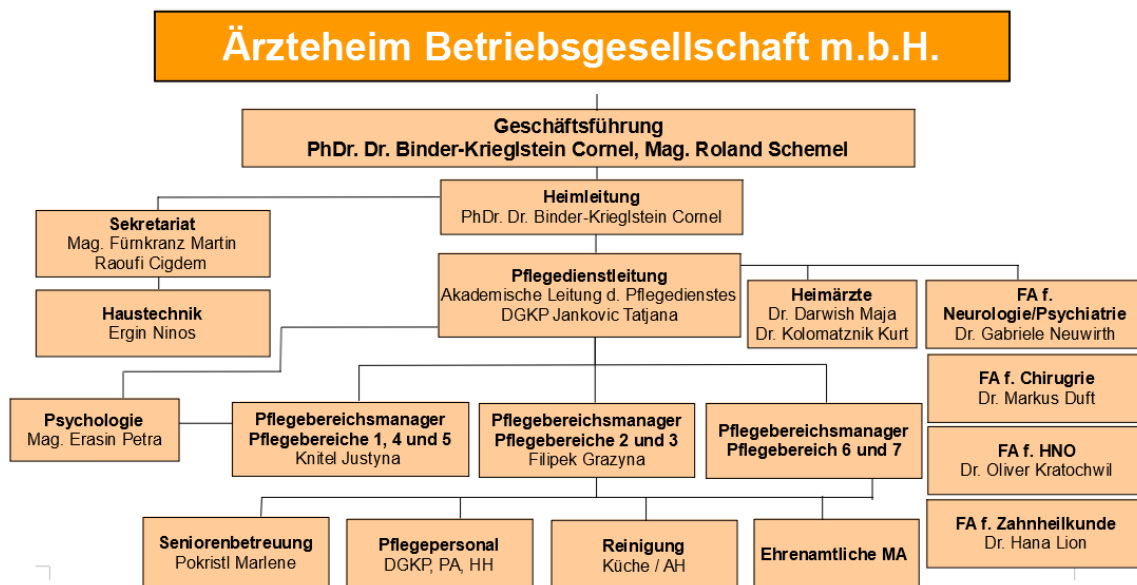 Ärzteheim Betriebsgesellschaft m.b.H.
Geschäftsführung
PhDr. Dr. Binder-Krieglstein Cornel, Mag. Roland Schemel
Heimleitung
PhDr. Dr. Binder-Krieglstein Cornel
Sekretariat
Mag. Fürnkranz Martin
Raoufi Cigdem
Haustechnik
Ergin Ninos
Pflegedienstleitung
Akademische Leitung d. Pflegedienstes
DGKP Jankovic Tatjana
Heimärzte
Dr. Darwish Maja
Dr. Kolomatznik Kurt
FA f.
Neurologie/Psychiatrie
Dr. Gabriele Neuwirth
FA f. Chirugrie
Dr. Markus Duft
FA f. HNO
Dr. Oliver Kratochwil
FA f. Zahnheilkunde
Dr. Hana Lion
Psychologie
Mag. Erasin Petra
Pflegebereichsmanager
Pflegebereiche 1, 4 und 5
Knitel Justyna
Pflegebereichsmanager
Pflegebereiche 2 und 3
Filipek Grazyna
Pflegebereichsmanager
Pflegebereich 6 und 7
Seniorenbetreuung
Pokristl Marlene
Pflegepersonal
DGKP, PA, HH
Reinigung
Küche / AH
Ehrenamtliche MA